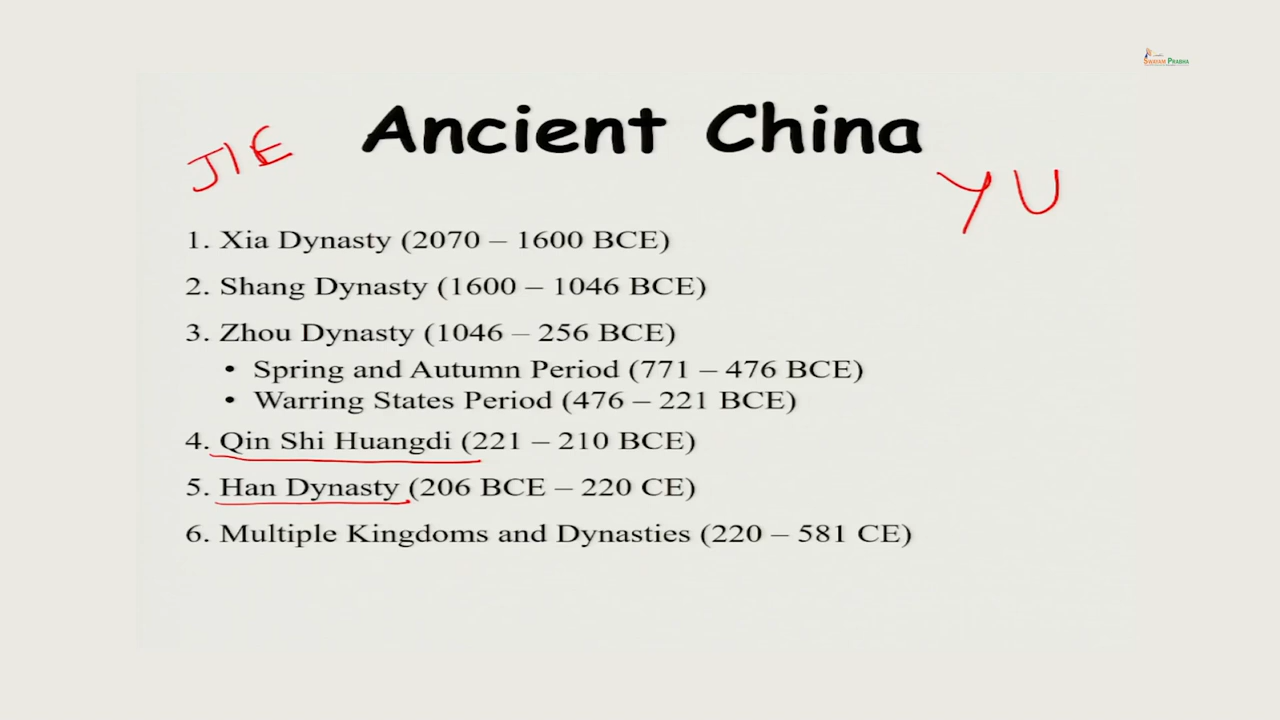 SWAYAM PRABHA
Ancient China
JIE
YU
1. Xia Dynasty (2070 – 1600 BCE)
2. Shang Dynasty (1600 – 1046 BCE)
3. Zhou Dynasty (1046 – 256 BCE)
• Spring and Autumn Period (771 – 476 BCE)
• Warring States Period (476 – 221 BCE)
4. Qin Shi Huangdi (221 – 210 BCE)
5. Han Dynasty (206 BCE – 220 CE)
6. Multiple Kingdoms and Dynasties (220 – 581 CE)